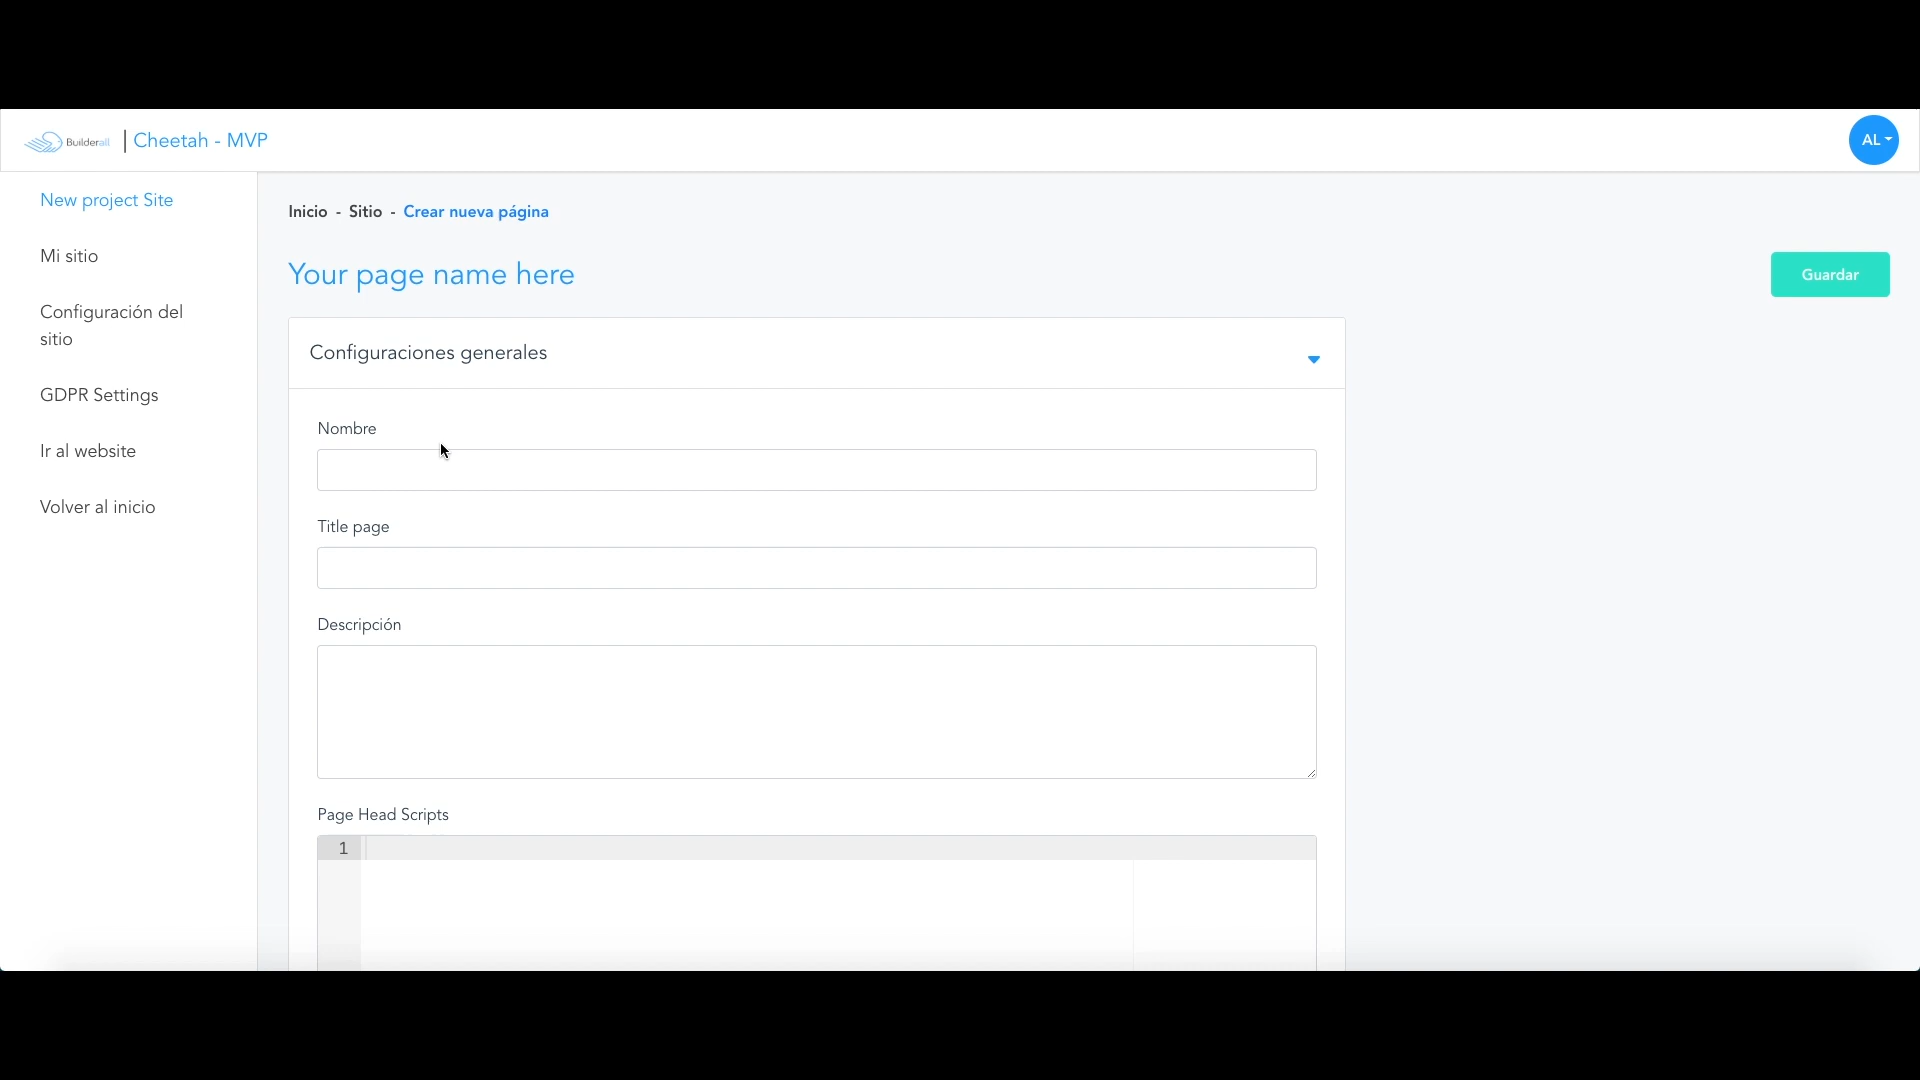 Builderall | Cheetah - MVP
AL
New project Site
Mi sitio
Configuración del
sitio
GDPR Settings
Ir al website
Volver al inicio
Inicio - Sitio - Crear nueva página
Your page name here
Guardar
Configuraciones generales
Nombre
Title page
Descripción
Page Head Scripts
1